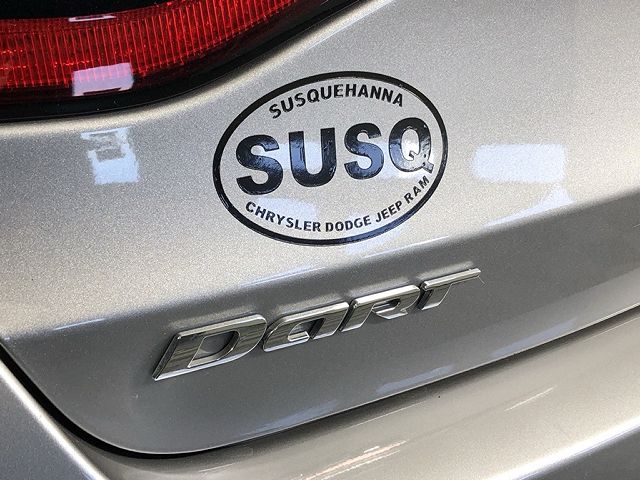 SUSQUEHANNA
SUSQ
CHRYSLER DODGE JEEP RAM
DART